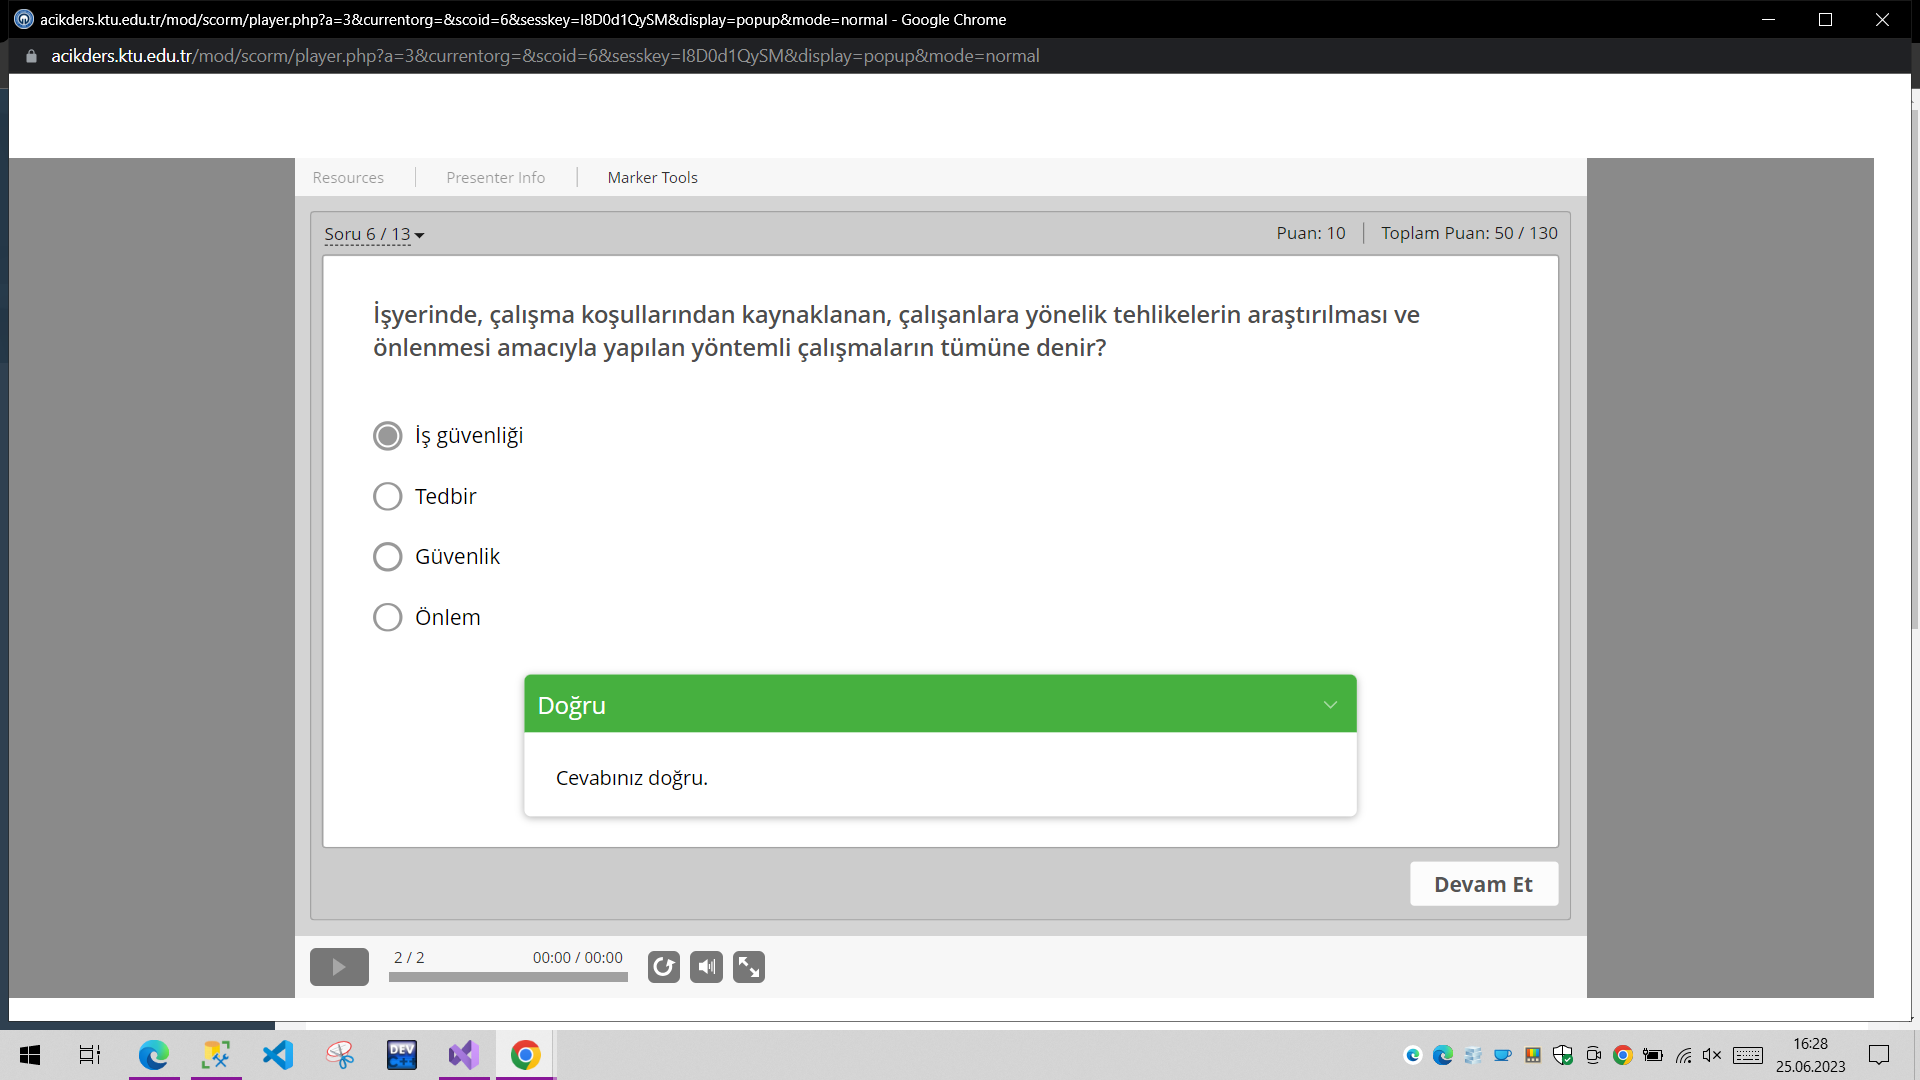 acikders.ktu.edu.tr/mod/scorm/player.php?a=3&currentorg=&scoid=6&sesskey=I8D0d1QySM&display=popup&mode=normal - Google Chrome
acikders.ktu.edu.tr/mod/scorm/player.php?a=3&currentorg=&scoid=6&sesskey=I8D0d1QySM&display=popup&mode=normal
Resources
Presenter Info
Marker Tools
Soru 6 / 13
Puan: 10
Toplam Puan: 50 / 130
İşyerinde, çalışma koşullarından kaynaklanan, çalışanlara yönelik tehlikelerin araştırılması ve
önlenmesi amacıyla yapılan yöntemli çalışmaların tümüne denir?
İş güvenliği
Tedbir
Güvenlik
Önlem
Doğru
Cevabınız doğru.
Devam Et
2 / 2
00:00 / 00:00
DEV
C++
16:28
25.06.2023